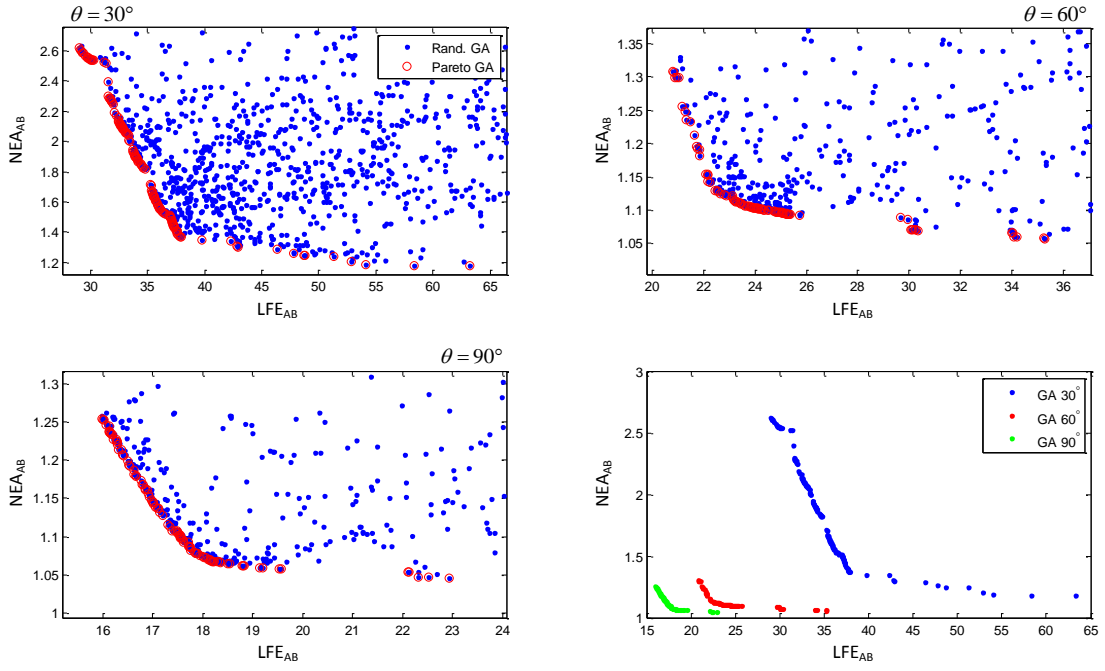 θ = 30°
2.6
2.4
2.2
2
1.8
1.6
1.4
1.2
NEA_AB
30 35 40 45 50 55 60 65
LFE_AB
Rand. GA
Pareto GA
θ = 60°
1.35
1.3
1.25
1.2
1.15
1.1
1.05
1
NEA_AB
20 22 24 26 28 30 32 34 36
LFE_AB
θ = 90°
1.3
1.25
1.2
1.15
1.1
1.05
1
NEA_AB
16 17 18 19 20 21 22 23 24
LFE_AB
3
2.5
2
1.5
1
NEA_AB
15 20 25 30 35 40 45 50 55 60 65
LFE_AB
GA 30°
GA 60°
GA 90°